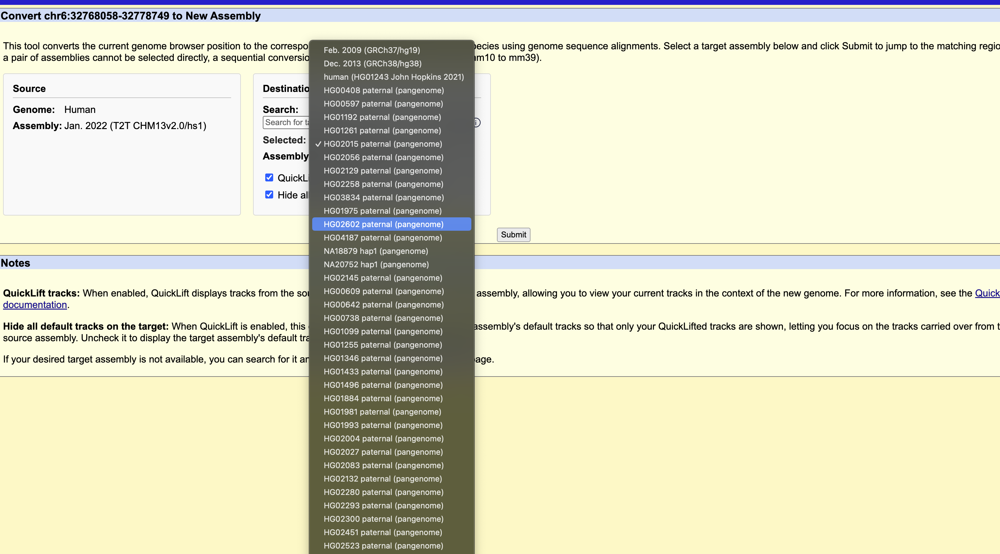 Convert chr6:32768058-32778749 to New Assembly
This tool converts the current genome browser position to the correspo
ecies using genome sequence alignments. Select a target assembly below and click Submit to jump to the matching regio
a pair of assemblies cannot be selected directly, a sequential conversio
m10 to mm39).
Source
Genome: Human
Assembly: Jan. 2022 (T2T CHM13v2.0/hs1)
Destinatio
Search:
Search for ta
i
Selected:
Assembly
QuickLi
Hide all
Feb. 2009 (GRCh37/hg19)
Dec. 2013 (GRCh38/hg38)
human (HG01243 John Hopkins 2021)
HG00408 paternal (pangenome)
HG00597 paternal (pangenome)
HG01192 paternal (pangenome)
HG01261 paternal (pangenome)
✓ HG02015 paternal (pangenome)
HG02056 paternal (pangenome)
HG02129 paternal (pangenome)
HG02258 paternal (pangenome)
HG03834 paternal (pangenome)
HG01975 paternal (pangenome)
HG02602 paternal (pangenome)
HG04187 paternal (pangenome)
NA18879 hap1 (pangenome)
NA20752 hap1 (pangenome)
HG02145 paternal (pangenome)
HG00609 paternal (pangenome)
HG00642 paternal (pangenome)
HG00738 paternal (pangenome)
HG01099 paternal (pangenome)
HG01255 paternal (pangenome)
HG01346 paternal (pangenome)
HG01433 paternal (pangenome)
HG01496 paternal (pangenome)
HG01884 paternal (pangenome)
HG01981 paternal (pangenome)
HG01993 paternal (pangenome)
HG02004 paternal (pangenome)
HG02027 paternal (pangenome)
HG02083 paternal (pangenome)
HG02132 paternal (pangenome)
HG02280 paternal (pangenome)
HG02293 paternal (pangenome)
HG02300 paternal (pangenome)
HG02451 paternal (pangenome)
HG02523 paternal (pangenome)
Submit
Notes
QuickLift tracks: When enabled, QuickLift displays tracks from the sou
assembly, allowing you to view your current tracks in the context of the new genome. For more information, see the Quick
documentation.
Hide all default tracks on the target: When QuickLift is enabled, this
assembly's default tracks so that only your QuickLifted tracks are shown, letting you focus on the tracks carried over from t
source assembly. Uncheck it to display the target assembly's default tra
If your desired target assembly is not available, you can search for it an
age.